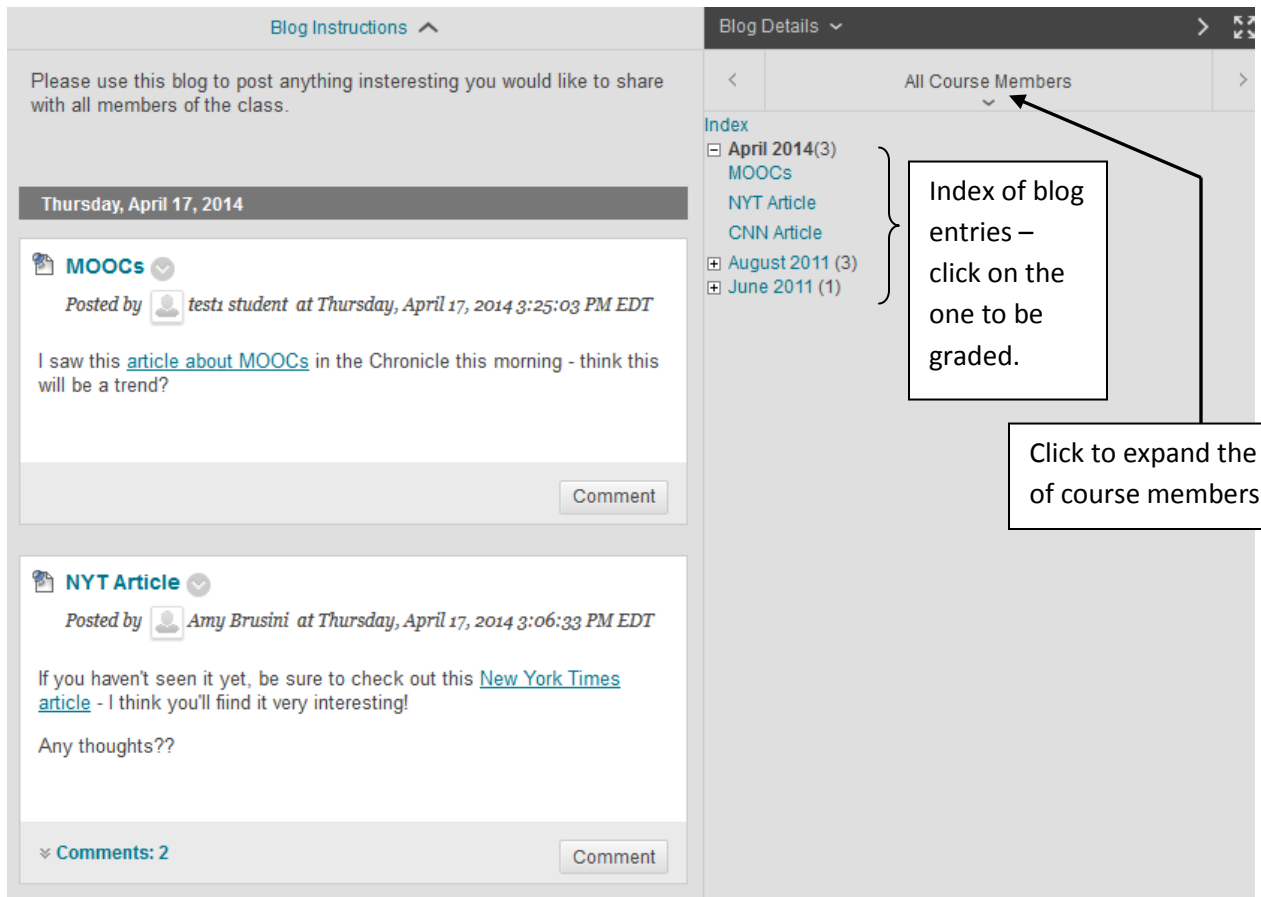 Blog Instructions
Please use this blog to post anything insteresting you would like to share
with all members of the class.
Thursday, April 17, 2014
MOOCs
Posted by test1 student at Thursday, April 17, 2014 3:25:03 PM EDT
I saw this article about MOOCs in the Chronicle this morning - think this
will be a trend?
Comment
NYT Article
Posted by Amy Brusini at Thursday, April 17, 2014 3:06:33 PM EDT
If you haven't seen it yet, be sure to check out this New York Times
article - I think you'll fiind it very interesting!
Any thoughts??
Comments: 2
Comment
Blog Details
All Course Members
Index
April 2014(3)
MOOCs
NYT Article
CNN Article
August 2011 (3)
June 2011 (1)
Index of blog
entries –
click on the
one to be
graded.
Click to expand the
of course members